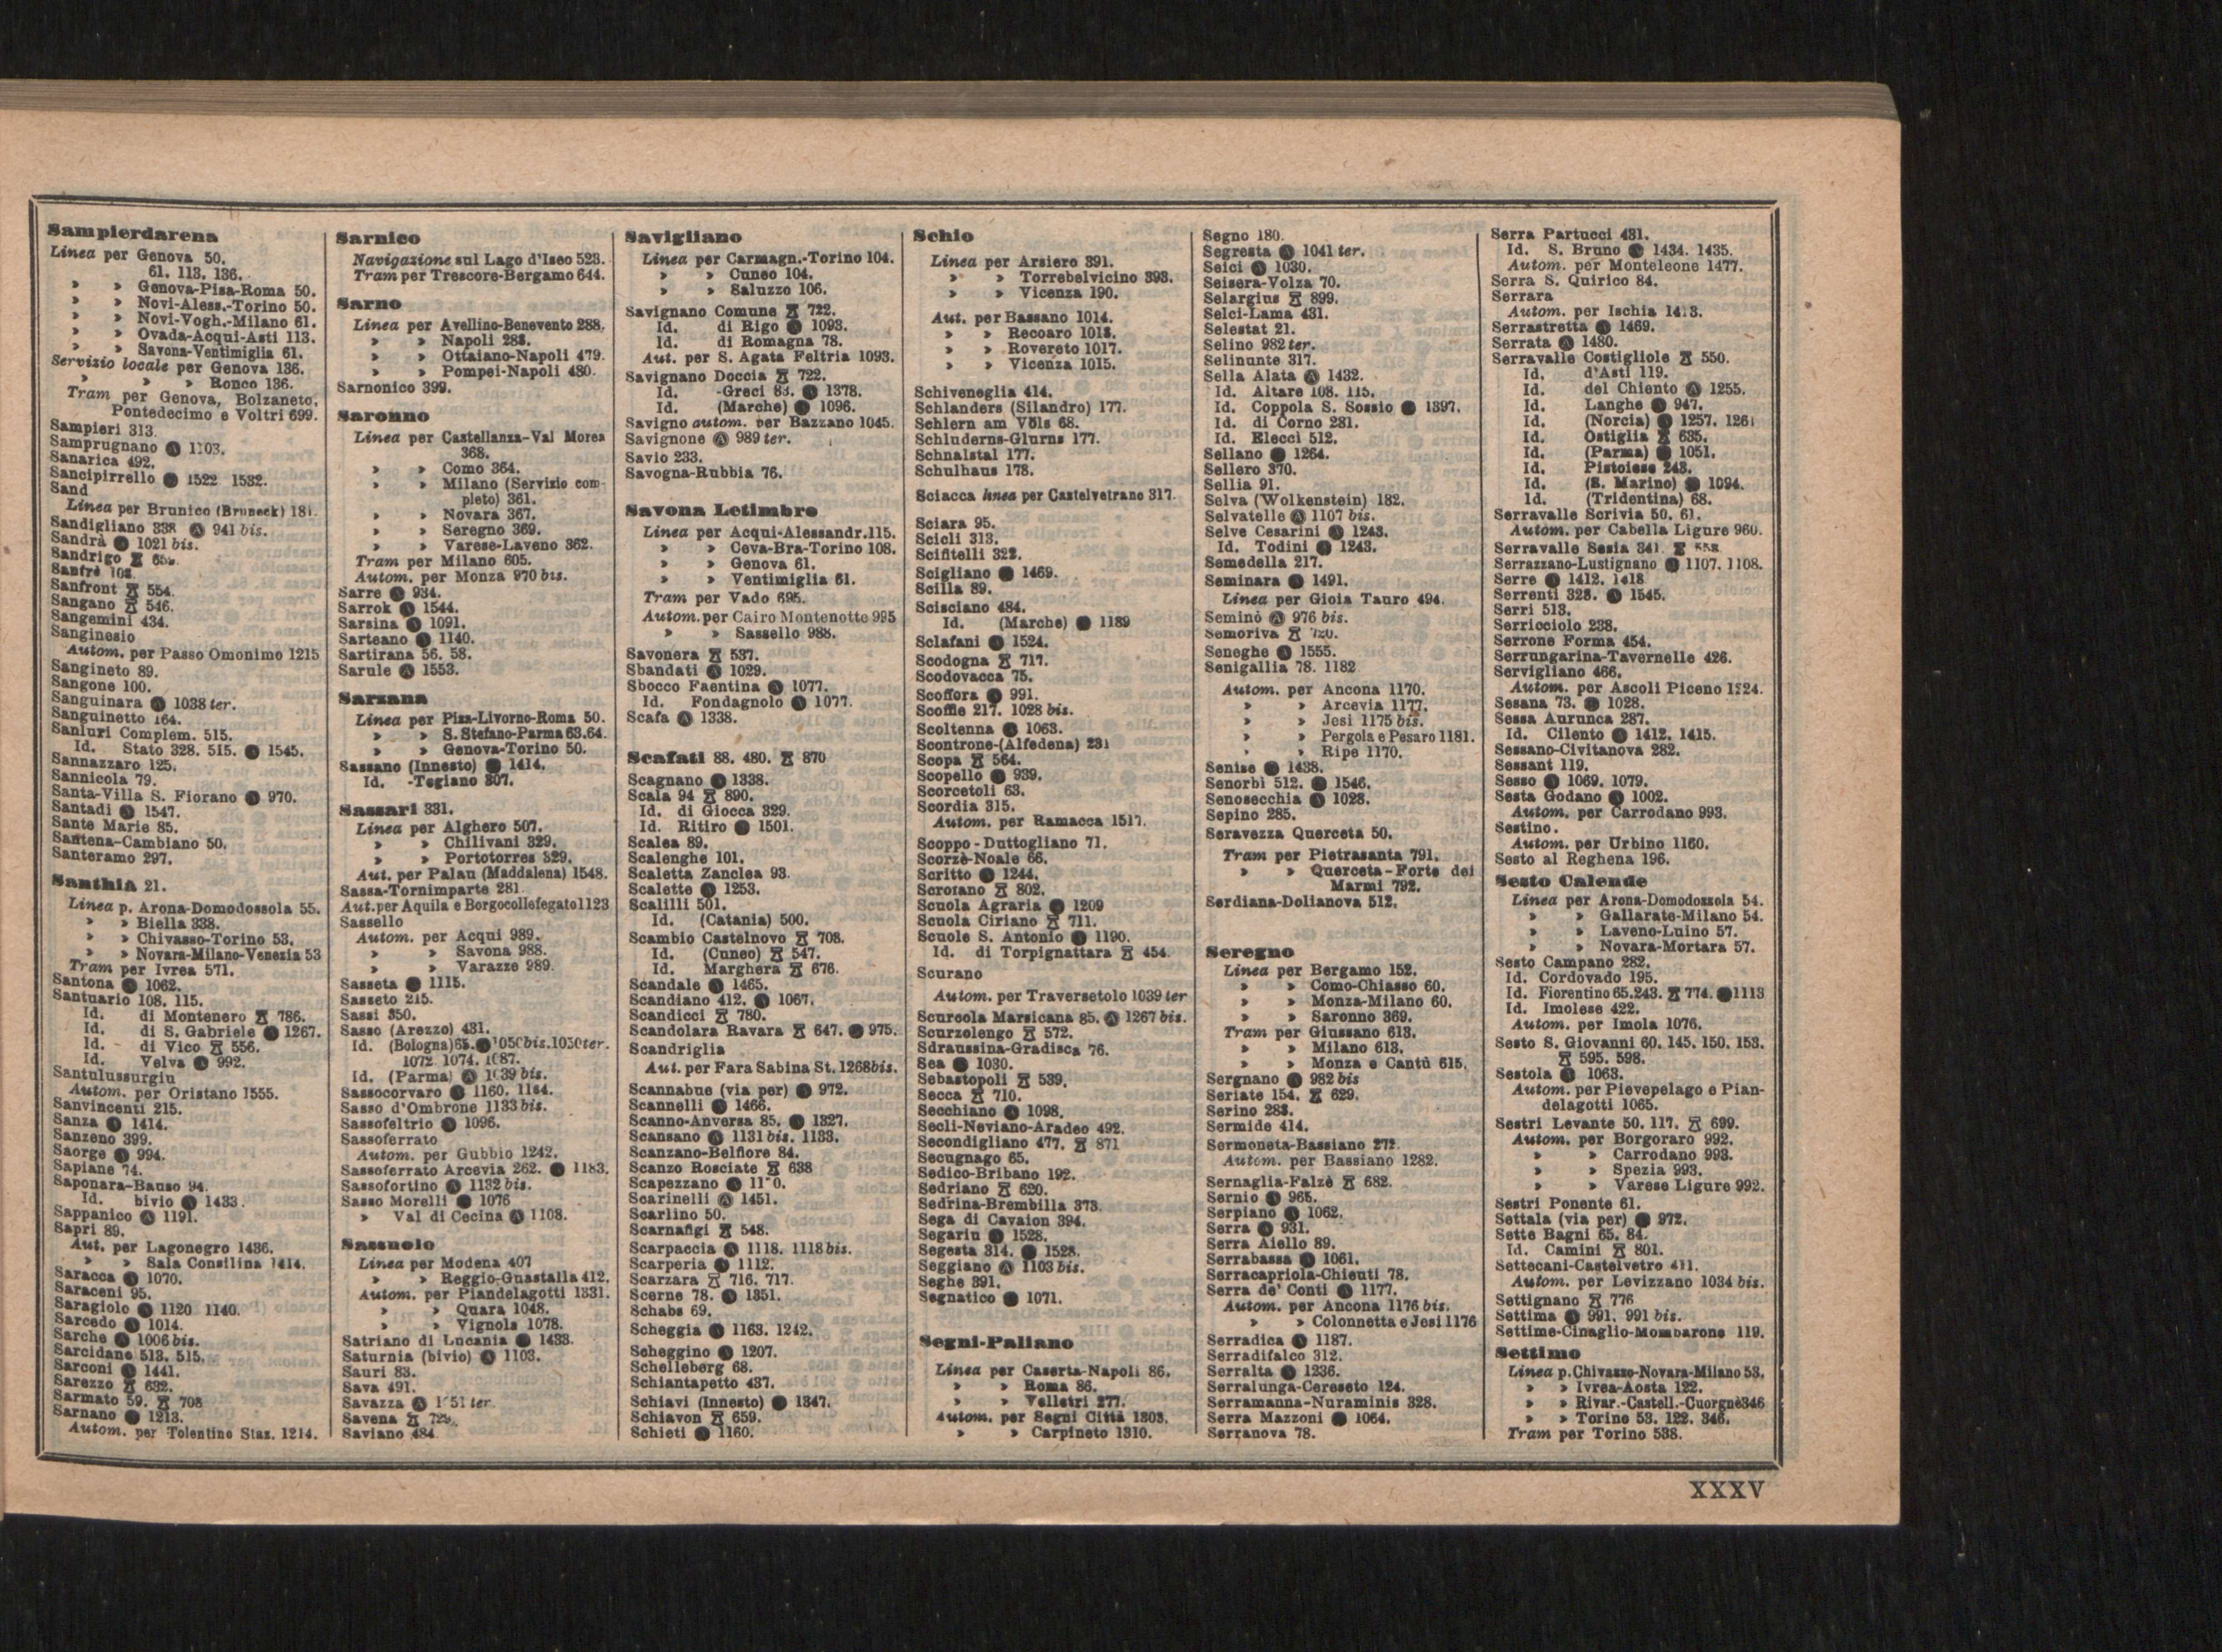 Sampierdarena
Linea per Genova 50.
61. 113. 136.
» » Genova-Pisa-Roma 50.
» » Novi-Aless.-Torino 50.
» » Novi-Vogh.-Milano 61.
» » Ovada-Acqui-Asti 113.
» » Savona-Ventimiglia 61.
Servizio locale per Genova 136.
» » » Ronco 136.
Tram per Genova, Bolzaneto,
Pontedecimo e Voltri 699.
Sampieri 313.
Samprugnano Ⓐ 1103.
Sanarica 492.
Sancipirrello ● 1522 1532.
Sand
Linea per Brunico (Bruneck) 181.
Sandigliano 338 Ⓐ 941 bis.
Sandrà ● 1021 bis.
Sandrigo
Sanfrè
Sanfront 554.
Sangano 546.
Sangemini 434.
Sanginesio
Autom. per Passo Omonimo 1215
Sangineto 89.
Sangone 100.
Sanguinara ● 1038 ter.
Sanguinetto 164.
Sanluri Complem. 515.
Id. Stato 328. 515. ● 1545.
Sannazzaro 125.
Sannicola 79.
Santa-Villa S. Fiorano ● 970.
Santadi ● 1547.
Sante Marie 85.
Santena-Cambiano 50.
Santeramo 297.
Santhia 21.
Linea p. Arona-Domodossola 55.
» » Biella 338.
» » Chivasso-Torino 53.
» » Novara-Milano-Venezia 53
Tram per Ivrea 571.
Santona ● 1062.
Santuario 108. 115.
Id. di Montenero 786.
Id. di S. Gabriele ● 1267.
Id. di Vico 556.
Id. Velva ● 992.
Santulussurgiu
Autom. per Oristano 1555.
Sanvincenti 215.
Sanza ● 1414.
Sanzeno 399.
Saorge ● 994.
Sapiane 74.
Saponara-Bauso 94.
Id. bivio ● 1433.
Sappanico Ⓐ 1191.
Sapri 89.
Aut. per Lagonegro 1436.
» » Sala Consilina 1414.
Saracca ● 1070.
Saraceni 95.
Saragiolo ● 1120 1140.
Sarcedo ● 1014.
Sarche ● 1006 bis.
Sarcidano 513. 515.
Sarconi ● 1441.
Sarezzo 632.
Sarmato 59. 708
Sarnano ● 1213.
Autom. per Tolentino Staz. 1214.
Sarnico
Navigazione sul Lago d'Iseo 523.
Tram per Trescore-Bergamo 644.
Sarno
Linea per Avellino-Benevento 288.
» » Napoli 288.
» » Ottaiano-Napoli 479.
» » Pompei-Napoli 480.
Sarnonico 399.
Saronno
Linea per Castellanza-Val Morea
368.
» » Como 364.
» » Milano (Servizio com-
pleto) 361.
» » Novara 367.
» » Seregno 369.
» » Varese-Laveno 362.
Tram per Milano 605.
Autom. per Monza 970 bis.
Sarre ● 934.
Sarrok ● 1544.
Sarsina ● 1091.
Sarteano ● 1140.
Sartirana 56. 58.
Sarule Ⓐ 1553.
Sarzana
Linea per Pisa-Livorno-Roma 50.
» » S. Stefano-Parma 63.64.
» » Genova-Torino 50.
Sassano (Innesto) ● 1414.
Id. -Tegiano 307.
Sassari 331.
Linea per Alghero 507.
» » Chilivani 329.
» » Portotorres 329.
Aut. per Palau (Maddalena) 1548.
Sassa-Tornimparte 281
Aut. per Aquila e Borgocollefegato 1123
Sassello
Autom. per Acqui 989.
» » Savona 988.
» » Varazze 989.
Sasseta ● 1115.
Sasseto 215.
Sassi 350.
Sasso (Arezzo) 431.
Id. (Bologna) 65. ● 1050 bis. 1050 ter.
1072 1074. 1087.
Id. (Parma) Ⓐ 1039 bis.
Sassocorvaro ● 1160. 1164.
Sasso d'Ombrone 1133 bis.
Sassofeltrio ● 1096.
Sassoferrato
Autom. per Gubbio 1242.
Sassoferrato Arcevia 262. ● 1183.
Sassofortino Ⓐ 1132 bis.
Sasso Morelli ● 1076
» Val di Cecina Ⓐ 1108.
Sassuolo
Linea per Modena 407
» » Reggio-Guastalla 412.
Autom. per Piandelagotti 1331.
» » Quara 1048.
» » Vignola 1078.
Satriano di Lucania ● 1433.
Saturnia (bivio) Ⓐ 1103.
Sauri 83.
Sava 491.
Savazza Ⓐ 1051 ter
Savena
Saviano 484
Savigliano
Linea per Carmagn.-Torino 104.
» » Cuneo 104.
» » Saluzzo 106.
Savignano Comune 722.
Id. di Rigo ● 1093.
Id. di Romagna 78.
Aut. per S. Agata Feltria 1093.
Savignano Doccia 722.
Id. -Greci 83. ● 1378.
Id. (Marche) ● 1096.
Savigno autom. per Bazzano 1045.
Savignone Ⓐ 989 ter.
Savio 233.
Savogna-Rubbia 76.
Savona Letimbro
Linea per Acqui-Alessandr. 115.
» » Ceva-Bra-Torino 108.
» » Genova 61.
» » Ventimiglia 61.
Tram per Vado 695.
Autom. per Cairo Montenotte 995
» » Sassello 988.
Savonera 537.
Sbandati Ⓐ 1029.
Sbocco Faentina Ⓐ 1077.
Id. Fondagnolo ● 1077.
Scafa Ⓐ 1338.
Scafati 88. 480. 870
Scagnano ● 1338.
Scala 94 890.
Id. di Giocca 329.
Id. Ritiro ● 1501.
Scalea 89.
Scalenghe 101.
Scaletta Zanclea 93.
Scalette ● 1253.
Scalilli 501.
Id. (Catania) 500.
Scambio Castelnovo 708.
Id. (Cuneo) 547.
Id. Marghera 676.
Scandale ● 1465.
Scandiano 412. ● 1067.
Scandicci 780.
Scandolara Ravara 647. ● 975.
Scandriglia
Aut. per Fara Sabina St. 1268 bis.
Scannabue (via per) ● 972.
Scannelli ● 1466.
Scanno-Anversa 85. ● 1327.
Scansano Ⓐ 1131 bis. 1133.
Scanzano-Belfiore 84.
Scanzo Rosciate 638
Scapezzano ●
Scarinelli Ⓐ 1451.
Scarlino 50.
Scarnafigi 548.
Scarpaccia Ⓐ 1118. 1118 bis.
Scarperia ● 1112.
Scarzara 716. 717.
Scerne 78. Ⓐ 1351.
Schabs 69.
Scheggia ● 1163. 1242.
Scheggino ● 1207.
Schelleberg 68.
Schiantapetto 437.
Schiavi (Innesto) ● 1347.
Schiavon 659.
Schieti ● 1160.
Schio
Linea per Arsiero 391.
» » Torrebelvicino 393.
» » Vicenza 190.
Aut. per Bassano 1014.
» » Recoaro 1013.
» » Rovereto 1017.
» » Vicenza 1015.
Schiveneglia 414.
Schlanders (Silandro) 177.
Schlern am Völs 68.
Schluderns-Glurns 177.
Schnalstal 177.
Schulhaus 178.
Sciacca linea per Castelvetrano 317.
Sciara 95.
Scicli 313.
Scifitelli 322.
Scigliano ● 1469.
Scilla 89.
Scisciano 484.
Id. (Marche) ● 1189
Sclafani ● 1524.
Scodogna 717.
Scodovacca 75.
Scoffera ● 991.
Scoffie 217. 1028 bis.
Scoltenna ● 1063.
Scontrone-(Alfedena) 281
Scopa 564.
Scopello ● 939.
Scorcetoli 63.
Scordia 315.
Autom. per Ramacca 1517.
Scoppo - Duttogliano 71.
Scorzè-Noale 66.
Scritto ● 1244.
Scrofano 802.
Scuola Agraria ● 1209
Scuola Ciriano 711.
Scuole S. Antonio ● 1190.
Id. di Torpignattara 454.
Scurano
Autom. per Traversetolo 1039 ter
Scurcola Marsicana 85. Ⓐ 1267 bis.
Scurzolengo 572.
Sdraussina-Gradisca 76.
Sea ● 1030.
Sebastopoli 539.
Secca 710.
Secchiano ● 1098.
Secli-Neviano-Aradeo 492.
Secondigliano 477. 871
Secugnago 65.
Sedico-Bribano 192.
Sedriano 620.
Sedrina-Brembilla 373.
Sega di Cavaion 394.
Segariu ● 1528.
Segesta 314. ● 1528.
Seggiano Ⓐ 1103 bis.
Seghe 391.
Segnatico ● 1071.
Segni-Paliano
Linea per Caserta-Napoli 86.
» » Roma 86.
» » Velletri 277.
Autom. per Segni Città 1303.
» » Carpineto 1310.
Segno 180.
Segresta Ⓐ 1041 ter.
Seici Ⓐ 1030.
Seisera-Volza 70.
Selargius 899.
Selci-Lama 431.
Selestat 21.
Selino 982 ter.
Selinunte 317.
Sella Alata Ⓐ 1432.
Id. Altare 108. 115.
Id. Coppola S. Sossio ● 1397.
Id. di Corno 281.
Id. Elecci 512.
Sellano ● 1264.
Sellero 370.
Sellia 91.
Selva (Wolkenstein) 182.
Selvatelle Ⓐ 1107 bis.
Selve Cesarini ● 1243.
Id. Todini ● 1243.
Semedella 217.
Seminara ● 1491.
Linea per Gioia Tauro 494.
Seminò Ⓐ 976 bis.
Semoriva 720.
Seneghe Ⓐ 1555.
Senigallia 78. 1182
Autom. per Ancona 1170.
» » Arcevia 1177.
» » Jesi 1175 bis.
» » Pergola e Pesaro 1181.
» » Ripe 1170.
Senise ● 1438.
Senorbì 512. ● 1546.
Senosecchia Ⓐ 1028.
Sepino 285.
Seravezza Querceta 50.
Tram per Pietrasanta 791.
» » Querceta - Forte dei
Marmi 792.
Serdiana-Dolianova 512.
Seregno
Linea per Bergamo 152.
» » Como-Chiasso 60.
» » Monza-Milano 60.
» » Saronno 369.
Tram per Giussano 613.
» » Milano 613.
» » Monza e Cantù 615.
Sergnano ● 982 bis
Seriate 154. 629.
Serino 288.
Sermide 414.
Sermoneta-Bassiano 272.
Autom. per Bassiano 1282.
Sernaglia-Falzè 682.
Sernio ● 965.
Serpiano Ⓐ 1062.
Serra Ⓐ 931.
Serra Aiello 89.
Serrabassa ● 1061.
Serracapriola-Chieuti 78.
Serra de' Conti Ⓐ 1177.
Autom. per Ancona 1176 bis.
» » Colonnetta e Jesi 1176
Serradica ● 1187.
Serradifalco 312.
Serralta ● 1236.
Serralunga-Cereseto 124.
Serramanna-Nuraminis 328.
Serra Mazzoni ● 1064.
Serranova 78.
Serra Partucci 431.
Id. S. Bruno ● 1434. 1435.
Autom. per Monteleone 1477.
Serra S. Quirico 84.
Serrara
Autom. per Ischia
Serrastretta Ⓐ 1469.
Serrata Ⓐ 1480.
Serravalle Costigliole 550.
Id. d'Asti 119.
Id. del Chiento Ⓐ 1255.
Id. Langhe ● 947.
Id. (Norcia) ● 1257. 1261
Id. Ostiglia 635.
Id. (Parma) ● 1051.
Id. Pistoiese 243.
Id. (S. Marino) ● 1094.
Id. (Tridentina) 68.
Serravalle Scrivia 50. 61.
Autom. per Cabella Ligure 960.
Serravalle Sesia 341.
Serrazzano-Lustignano ● 1107. 1108.
Serre ● 1412. 1418
Serrenti 328. Ⓐ 1545.
Serri 513.
Serricciolo 238.
Serrone Forma 454.
Serrungarina-Tavernelle 426.
Servigliano 466.
Autom. per Ascoli Piceno 1224.
Sesana 73. ● 1028.
Sessa Aurunca 287.
Id. Cilento ● 1412. 1415.
Sessano-Civitanova 282.
Sessant 119.
Sesso ● 1069. 1079.
Sesta Godano ● 1002.
Autom. per Carrodano 993.
Sestino.
Autom. per Urbino 1160.
Sesto al Reghena 196.
Sesto Calende
Linea per Arona-Domodossola 54.
» » Gallarate-Milano 54.
» » Laveno-Luino 57.
» » Novara-Mortara 57.
Sesto Campano 282.
Id. Cordovado 195.
Id. Fiorentino 65.243. 774. ● 1113
Id. Imolese 422.
Autom. per Imola 1076.
Sesto S. Giovanni 60. 145. 150. 153.
595. 598.
Sestola ● 1063.
Autom. per Pievepelago e Pian-
delagotti 1065.
Sestri Levante 50. 117. 699.
Autom. per Borgoraro 992.
» » Carrodano 993.
» » Spezia 993.
» » Varese Ligure 992.
Sestri Ponente 61.
Settala (via per) ● 972.
Sette Bagni 65. 84.
Id. Camini 801.
Settecani-Castelvetro 411.
Autom. per Levizzano 1034 bis.
Settignano 776
Settima ● 991. 991 bis.
Settime-Cinaglio-Mombarone 119.
Settimo
Linea p. Chivasso-Novara-Milano 53.
» » Ivrea-Aosta 122.
» » Rivar.-Castell.-Cuorgnè 346
» » Torino 53. 122. 346.
Tram per Torino 538.
XXXV